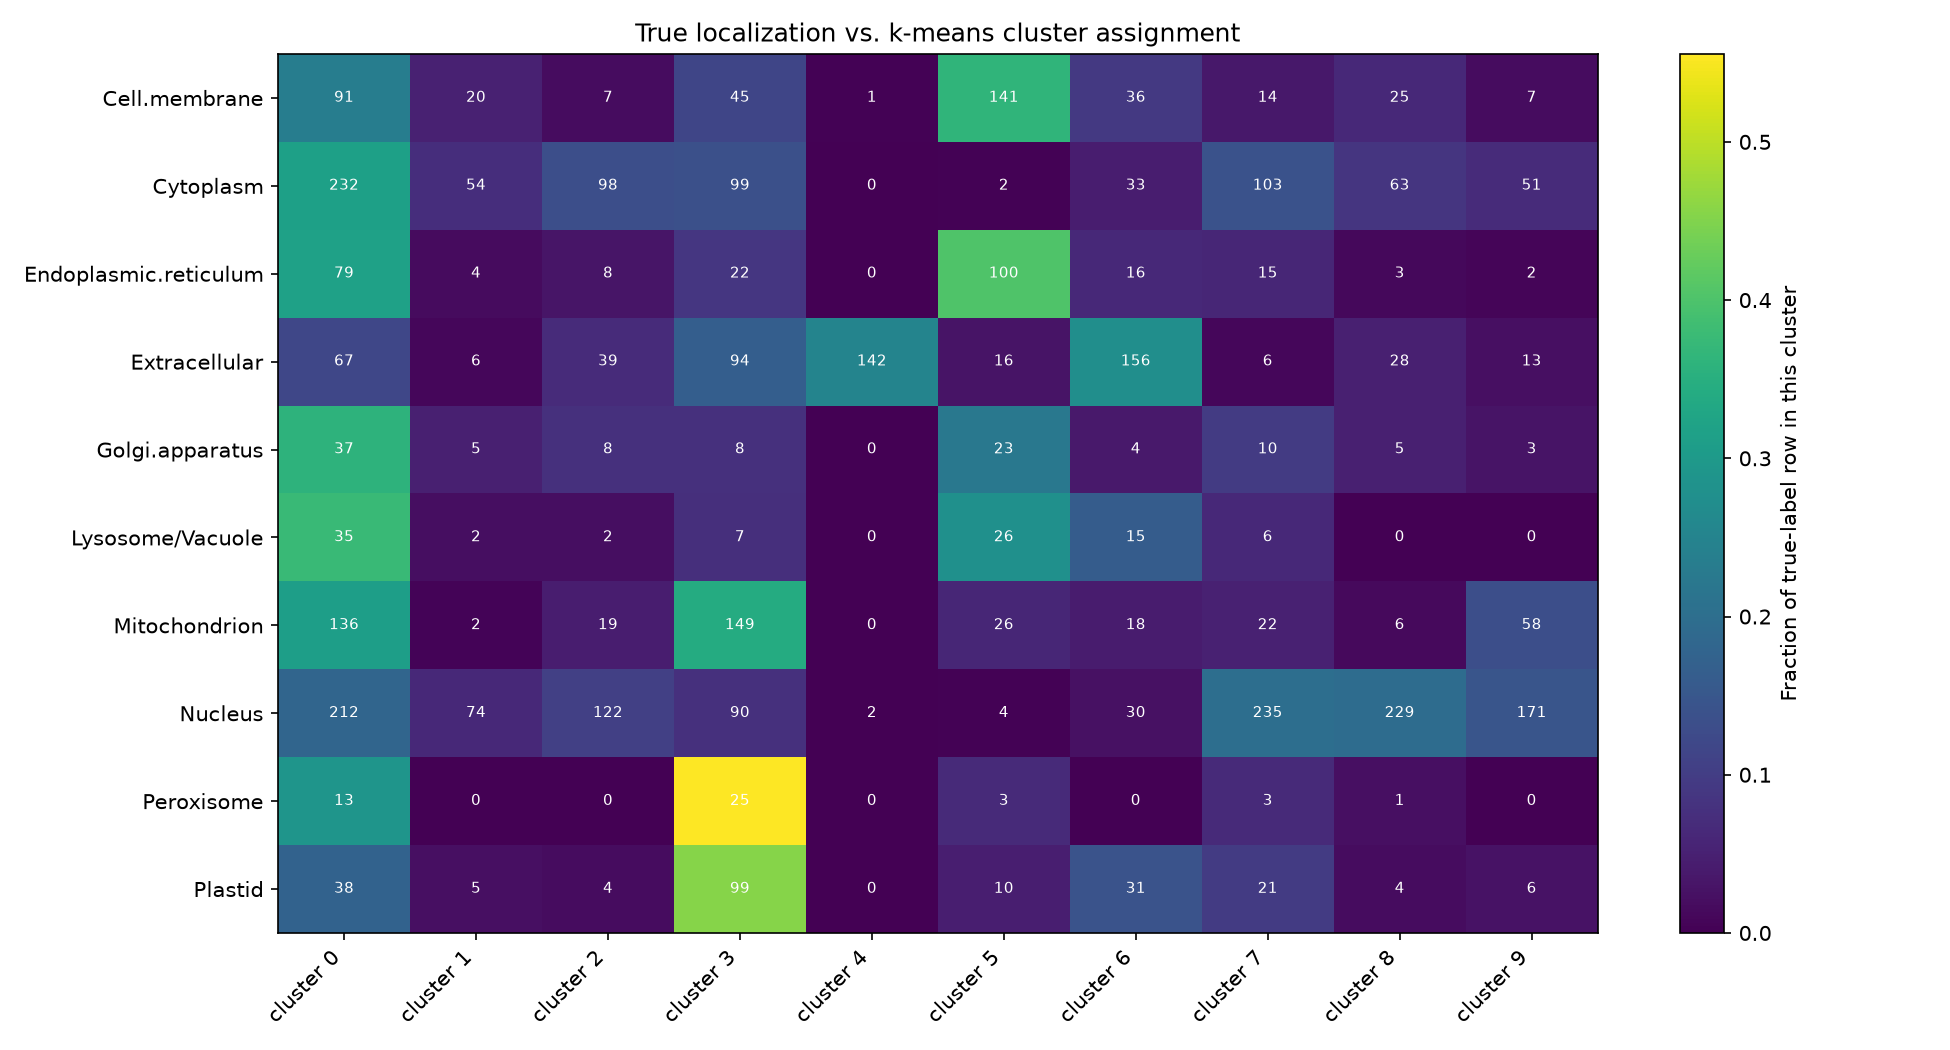 True localization vs. k-means cluster assignment
Cell.membrane 91 20 7 45 1 141 36 14 25 7
Cytoplasm 232 54 98 99 0 2 33 103 63 51
Endoplasmic.reticulum 79 4 8 22 0 100 16 15 3 2
Extracellular 67 6 39 94 142 16 156 6 28 13
Golgi.apparatus 37 5 8 8 0 23 4 10 5 3
Lysosome/Vacuole 35 2 2 7 0 26 15 6 0 0
Mitochondrion 136 2 19 149 0 26 18 22 6 58
Nucleus 212 74 122 90 2 4 30 235 229 171
Peroxisome 13 0 0 25 0 3 0 3 1 0
Plastid 38 5 4 99 0 10 31 21 4 6
cluster 0 cluster 1 cluster 2 cluster 3 cluster 4 cluster 5 cluster 6 cluster 7 cluster 8 cluster 9
0.5
0.4
0.3
0.2
0.1
0.0
Fraction of true-label row in this cluster